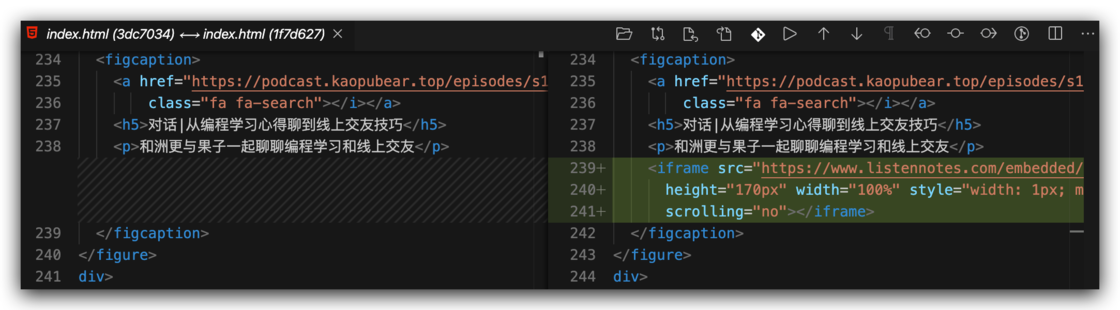 index.html (3dc7034) ⟷ index.html (1f7d627) ×
234 <figcaption>
235 <a href="https://podcast.kaopubear.top/episodes/s1
236 class="fa fa-search"></i></a>
237 <h5>对话|从编程学习心得聊到线上交友技巧</h5>
238 <p>和洲更与果子一起聊聊编程学习和线上交友</p>
239 </figcaption>
240 </figure>
241 div>
234 <figcaption>
235 <a href="https://podcast.kaopubear.top/episodes/s1
236 class="fa fa-search"></i></a>
237 <h5>对话|从编程学习心得聊到线上交友技巧</h5>
238 <p>和洲更与果子一起聊聊编程学习和线上交友</p>
239+ <iframe src="https://www.listennotes.com/embedded/
240+ height="170px" width="100%" style="width: 1px; m
241+ scrolling="no"></iframe>
242 </figcaption>
243 </figure>
244 div>